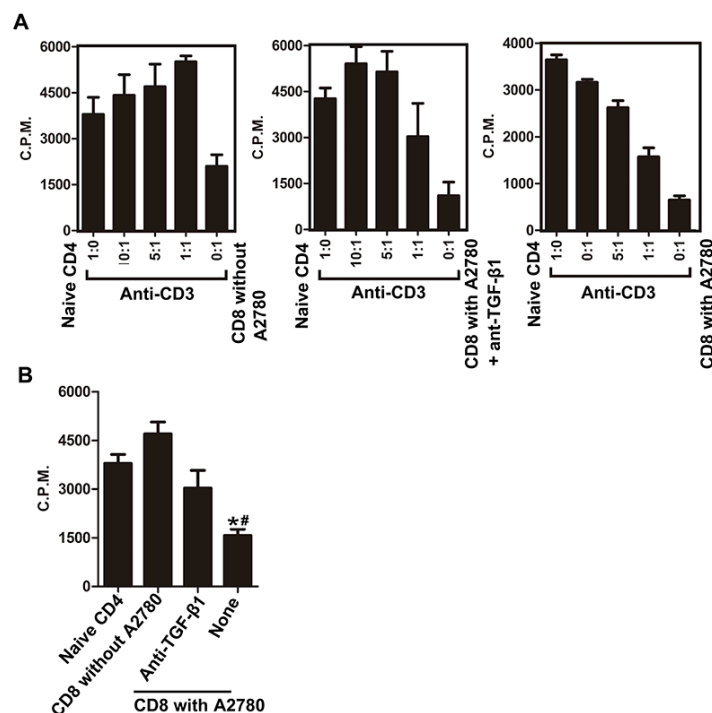 A
6000
4500
3000
1500
0
C.P.M.
1:0
10:1
5:1
1:1
0:1
Naive CD4
Anti-CD3
CD8 without
A2780
6000
4500
3000
1500
0
C.P.M.
1:0
10:1
5:1
1:1
0:1
Naive CD4
Anti-CD3
CD8 with A2780
+ ant-TGF-β1
4000
3000
2000
1000
0
C.P.M.
1:0
0:1
5:1
1:1
0:1
Naive CD4
Anti-CD3
CD8 with A2780
B
6000
4500
3000
1500
0
C.P.M.
*#
Naive CD4
CD8 without A2780
Anti-TGF-β1
None
CD8 with A2780